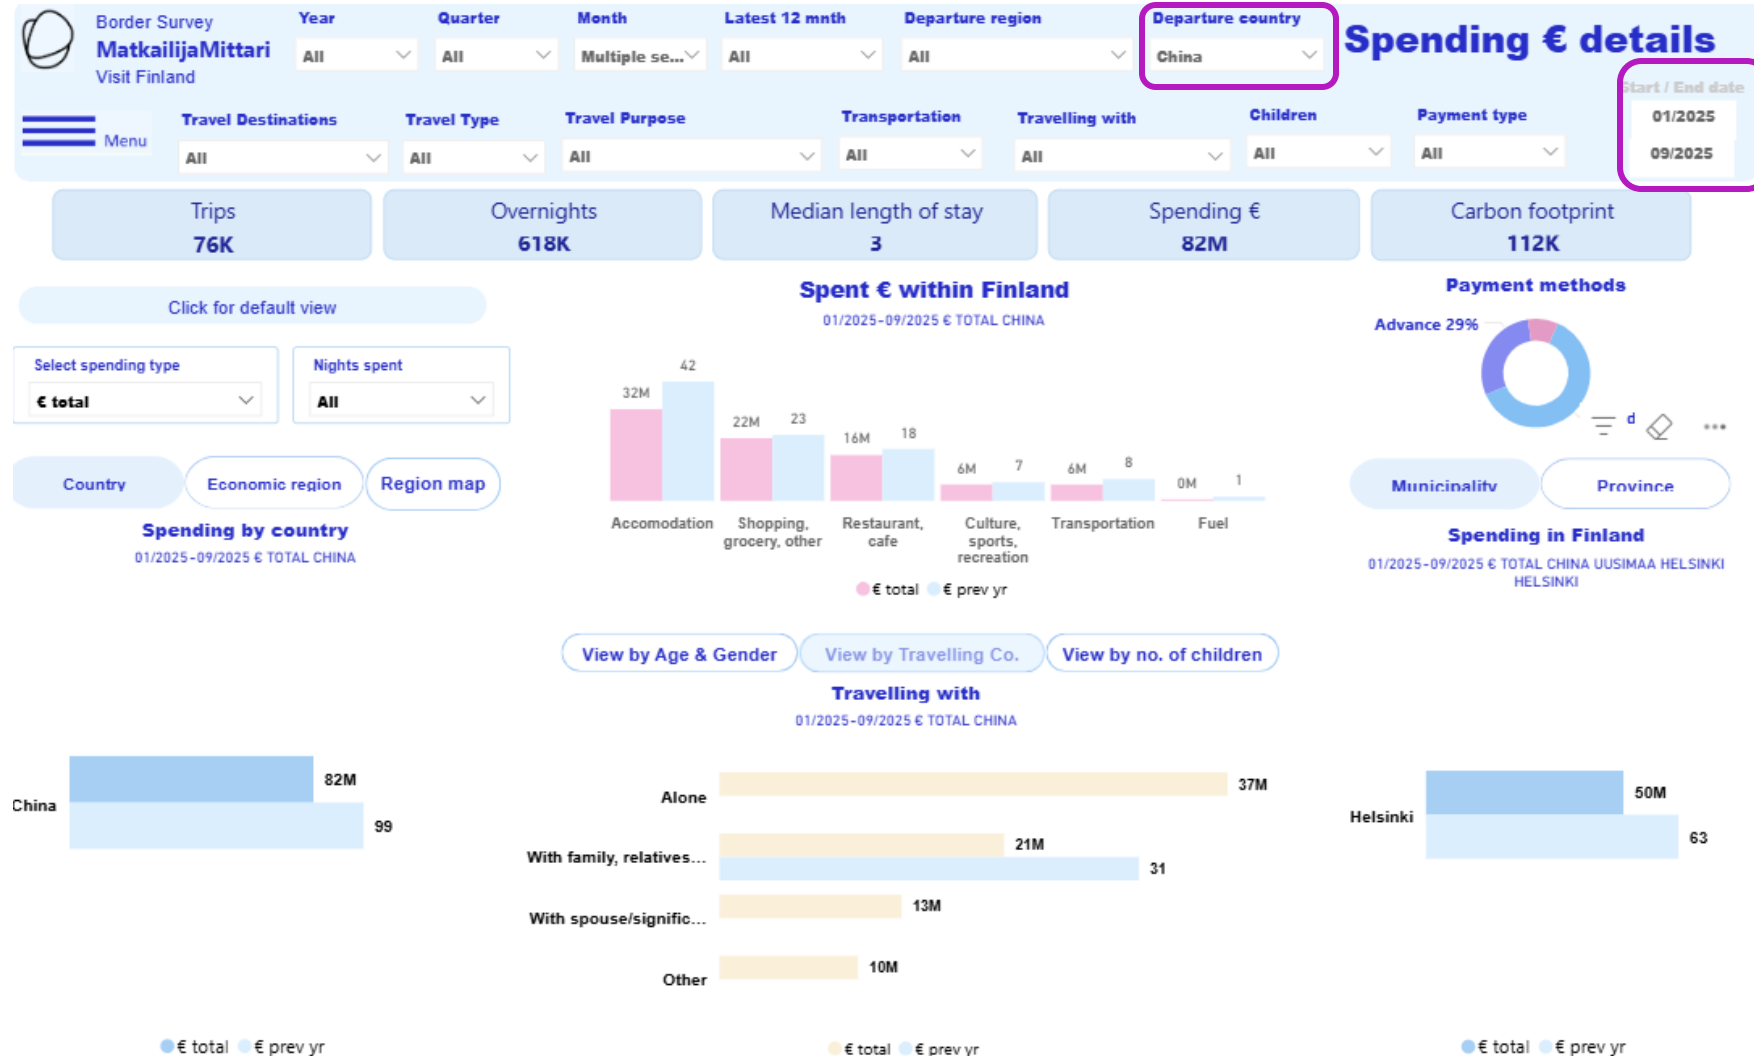 Border Survey
MatkailijaMittari
Visit Finland
Year
All
Quarter
All
Month
Multiple se...
Latest 12 mnth
All
Departure region
All
Departure country
China
Spending € details
Start / End date
01/2025
09/2025
Menu
Travel Destinations
All
Travel Type
All
Travel Purpose
All
Transportation
All
Travelling with
All
Children
All
Payment type
All
Trips
76K
Overnights
618K
Median length of stay
3
Spending €
82M
Carbon footprint
112K
Click for default view
Select spending type
€ total
Nights spent
All
Country
Economic region
Region map
Spending by country
01/2025-09/2025 € TOTAL CHINA
China
82M
99
€ total € prev yr
Spent € within Finland
01/2025-09/2025 € TOTAL CHINA
32M
42
22M
23
16M
18
6M
7
6M
8
0M
1
Accomodation
Shopping,
grocery, other
Restaurant,
cafe
Culture,
sports,
recreation
Transportation
Fuel
€ total € prev yr
View by Age & Gender
View by Travelling Co.
View by no. of children
Travelling with
01/2025-09/2025 € TOTAL CHINA
Alone
37M
With family, relatives...
21M
31
With spouse/signific...
13M
Other
10M
€ total € prev yr
Payment methods
Advance 29%
d
Municipality
Province
Spending in Finland
01/2025-09/2025 € TOTAL CHINA UUSIMAA HELSINKI
HELSINKI
Helsinki
50M
63
€ total € prev yr